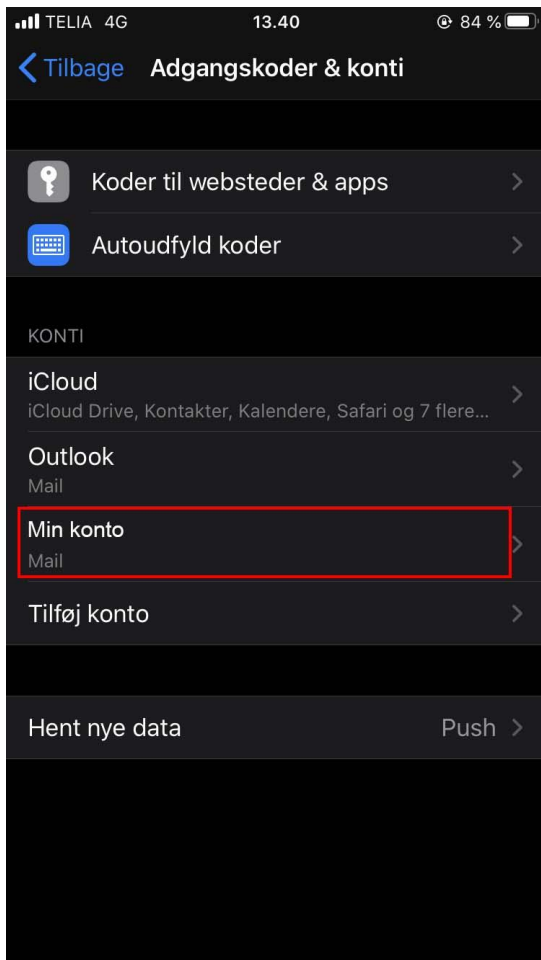 TELIA 4G 13.40 84 %
Tilbage Adgangskoder & konti
Koder til websteder & apps
Autoudfyld koder
KONTI
iCloud
iCloud Drive, Kontakter, Kalendere, Safari og 7 flere...
Outlook
Mail
Min konto
Mail
Tilføj konto
Hent nye data Push